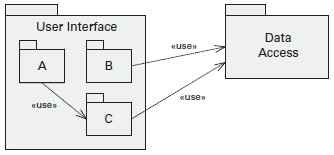 User Interface
A
B
«use»
Data
Access
«use»
C
«use»